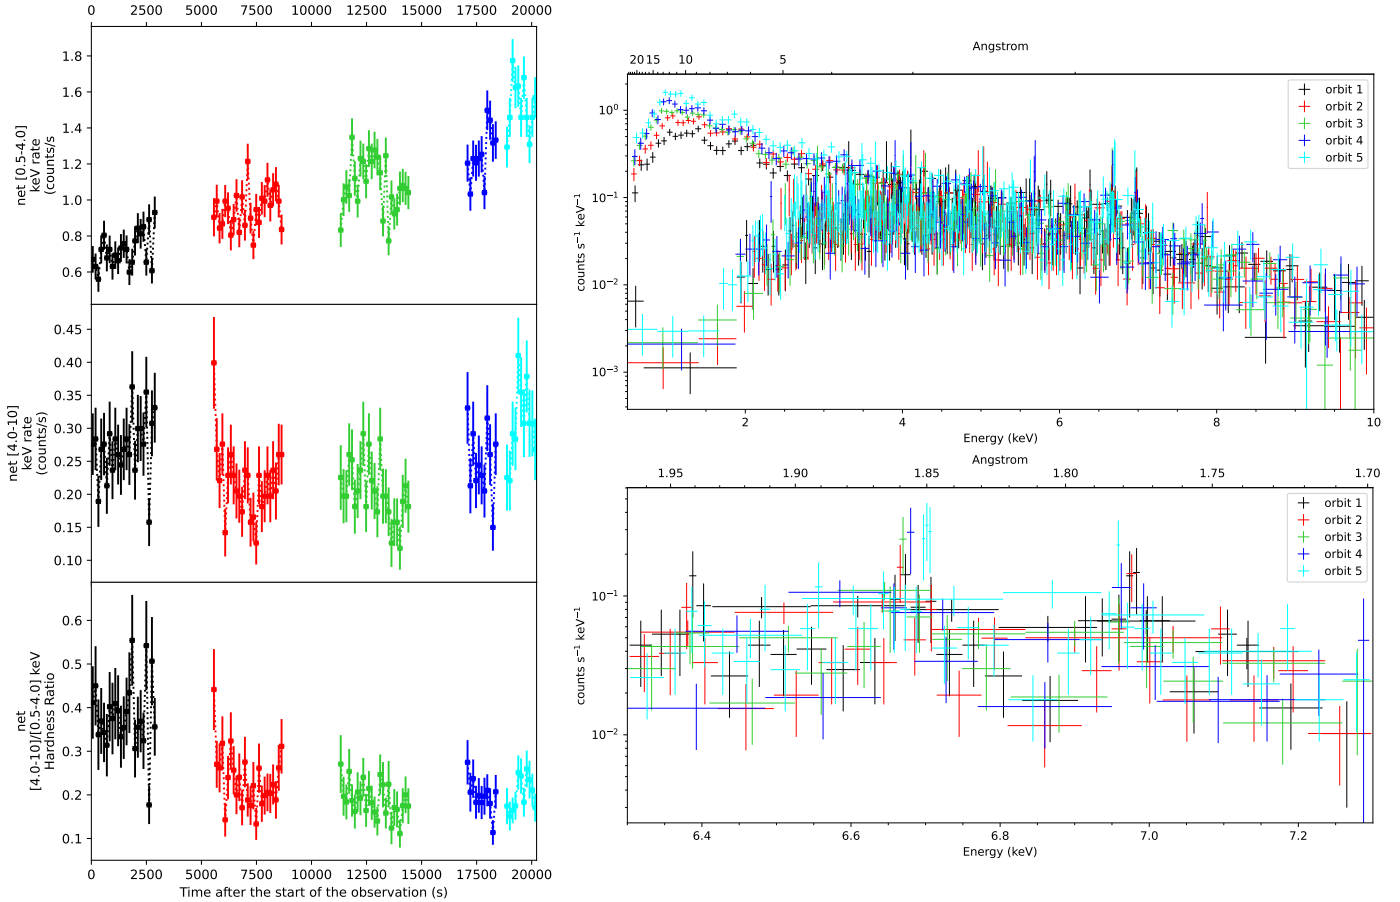 0 2500 5000 7500 10000 12500 15000 17500 20000
1.8
1.6
1.4
1.2
1.0
0.8
0.6
net [0.5-4.0]
keV rate
(counts/s)
0.45
0.40
0.35
0.30
0.25
0.20
0.15
0.10
net [4.0-10]
keV rate
(counts/s)
0.6
0.5
0.4
0.3
0.2
0.1
net
[4.0-10]/[0.5-4.0] keV
Hardness Ratio
0 2500 5000 7500 10000 12500 15000 17500 20000
Time after the start of the observation (s)
Angstrom
20 15 10 5
10⁰
10⁻¹
10⁻²
10⁻³
counts s⁻¹ keV⁻¹
orbit 1
orbit 2
orbit 3
orbit 4
orbit 5
2 4 6 8 10
Energy (keV)
Angstrom
1.95 1.90 1.85 1.80 1.75 1.70
10⁻¹
10⁻²
counts s⁻¹ keV⁻¹
orbit 1
orbit 2
orbit 3
orbit 4
orbit 5
6.4 6.6 6.8 7.0 7.2
Energy (keV)